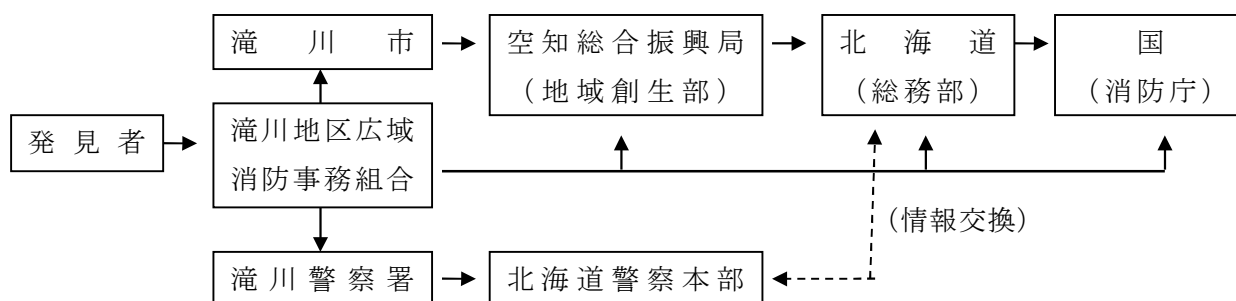 滝川市
空知総合振興局
（地域創生部）
北海道
（総務部）
国
（消防庁）
発見者
滝川地区広域
消防事務組合
（情報交換）
滝川警察署
北海道警察本部